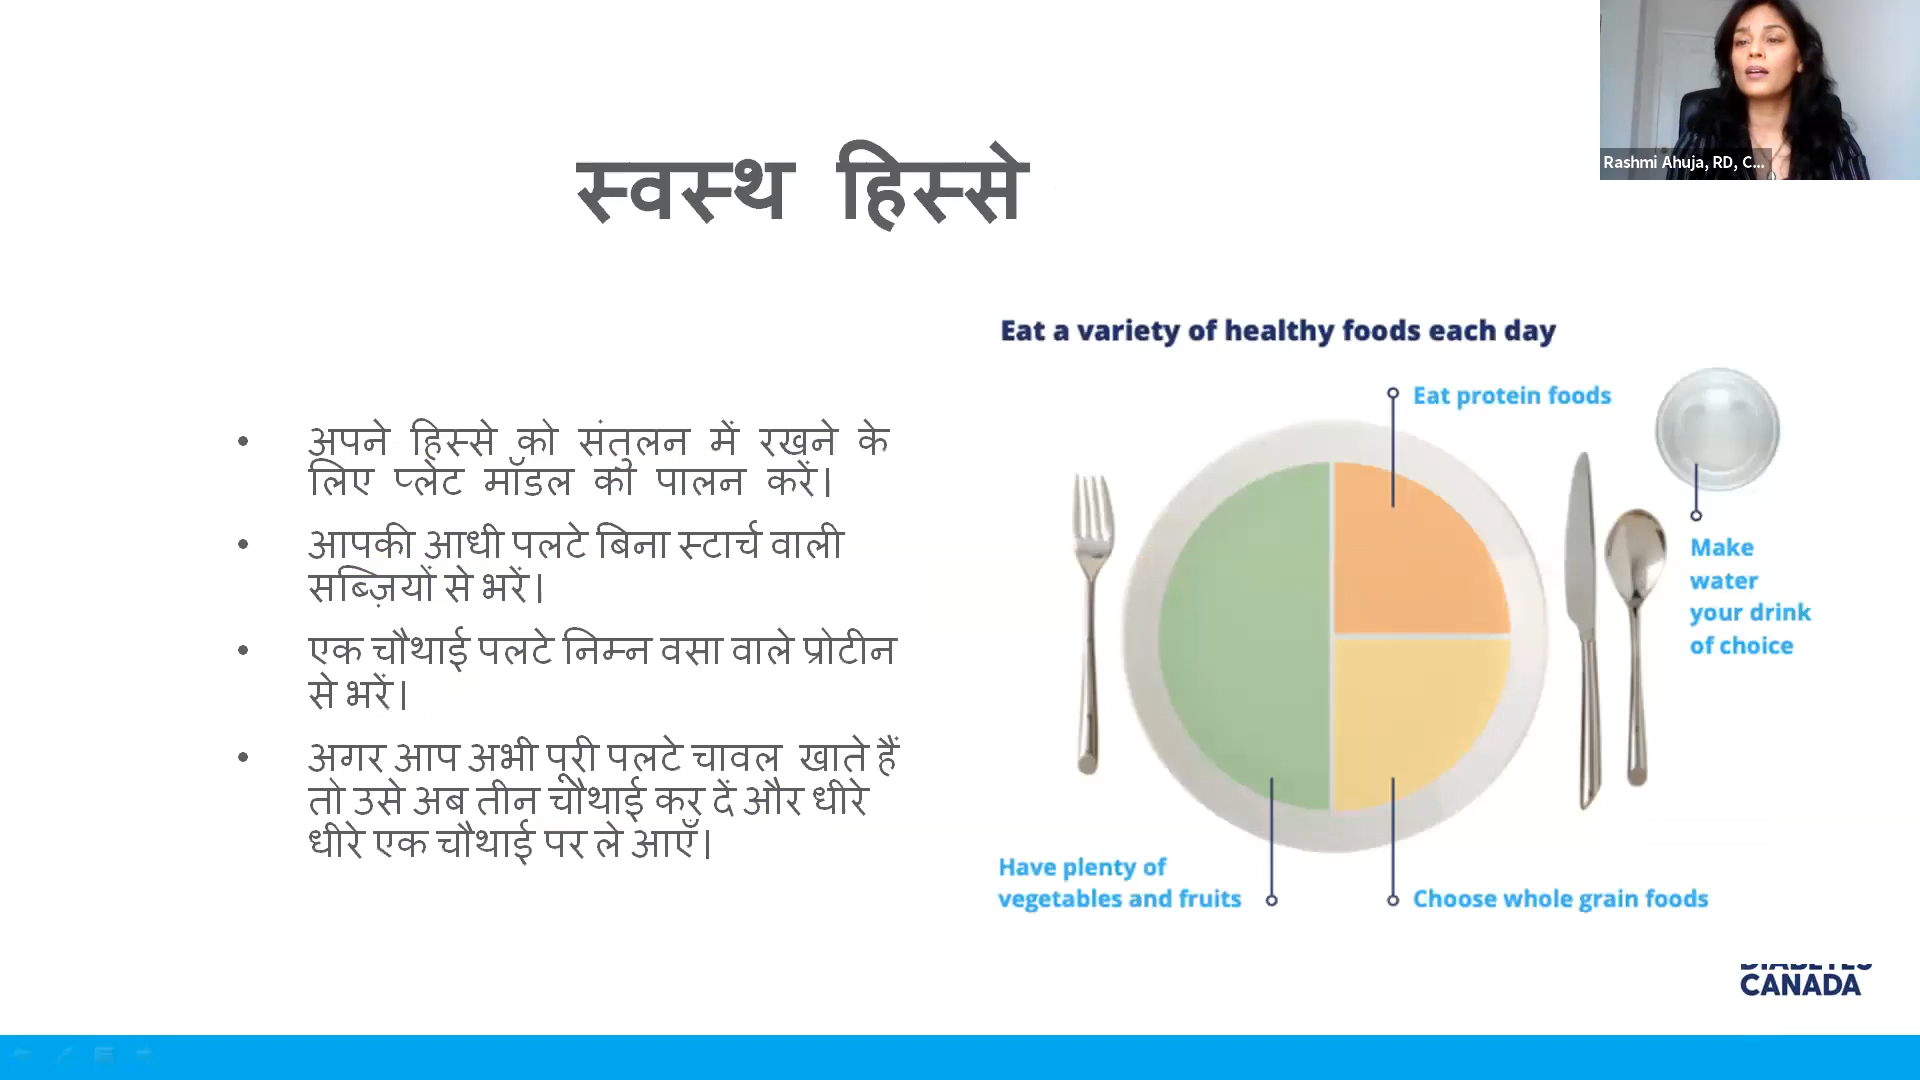 Rashmi Ahuja, RD, C...
स्वस्थ हिस्से
अपने हिस्से को संतुलन में रखने के
लिए प्लेट मॉडल का पालन करें।
आपकी आधी पलटे बिना स्टार्च वाली
सब्ज़ियों से भरें।
एक चौथाई पलटे निम्न वसा वाले प्रोटीन
से भरें।
अगर आप अभी पूरी पलटे चावल खाते हैं
तो उसे अब तीन चौथाई कर दें और धीरे
धीरे एक चौथाई पर ले आएँ।
Eat a variety of healthy foods each day
Eat protein foods
Make
water
your drink
of choice
Have plenty of
vegetables and fruits
Choose whole grain foods
DIABETES
CANADA